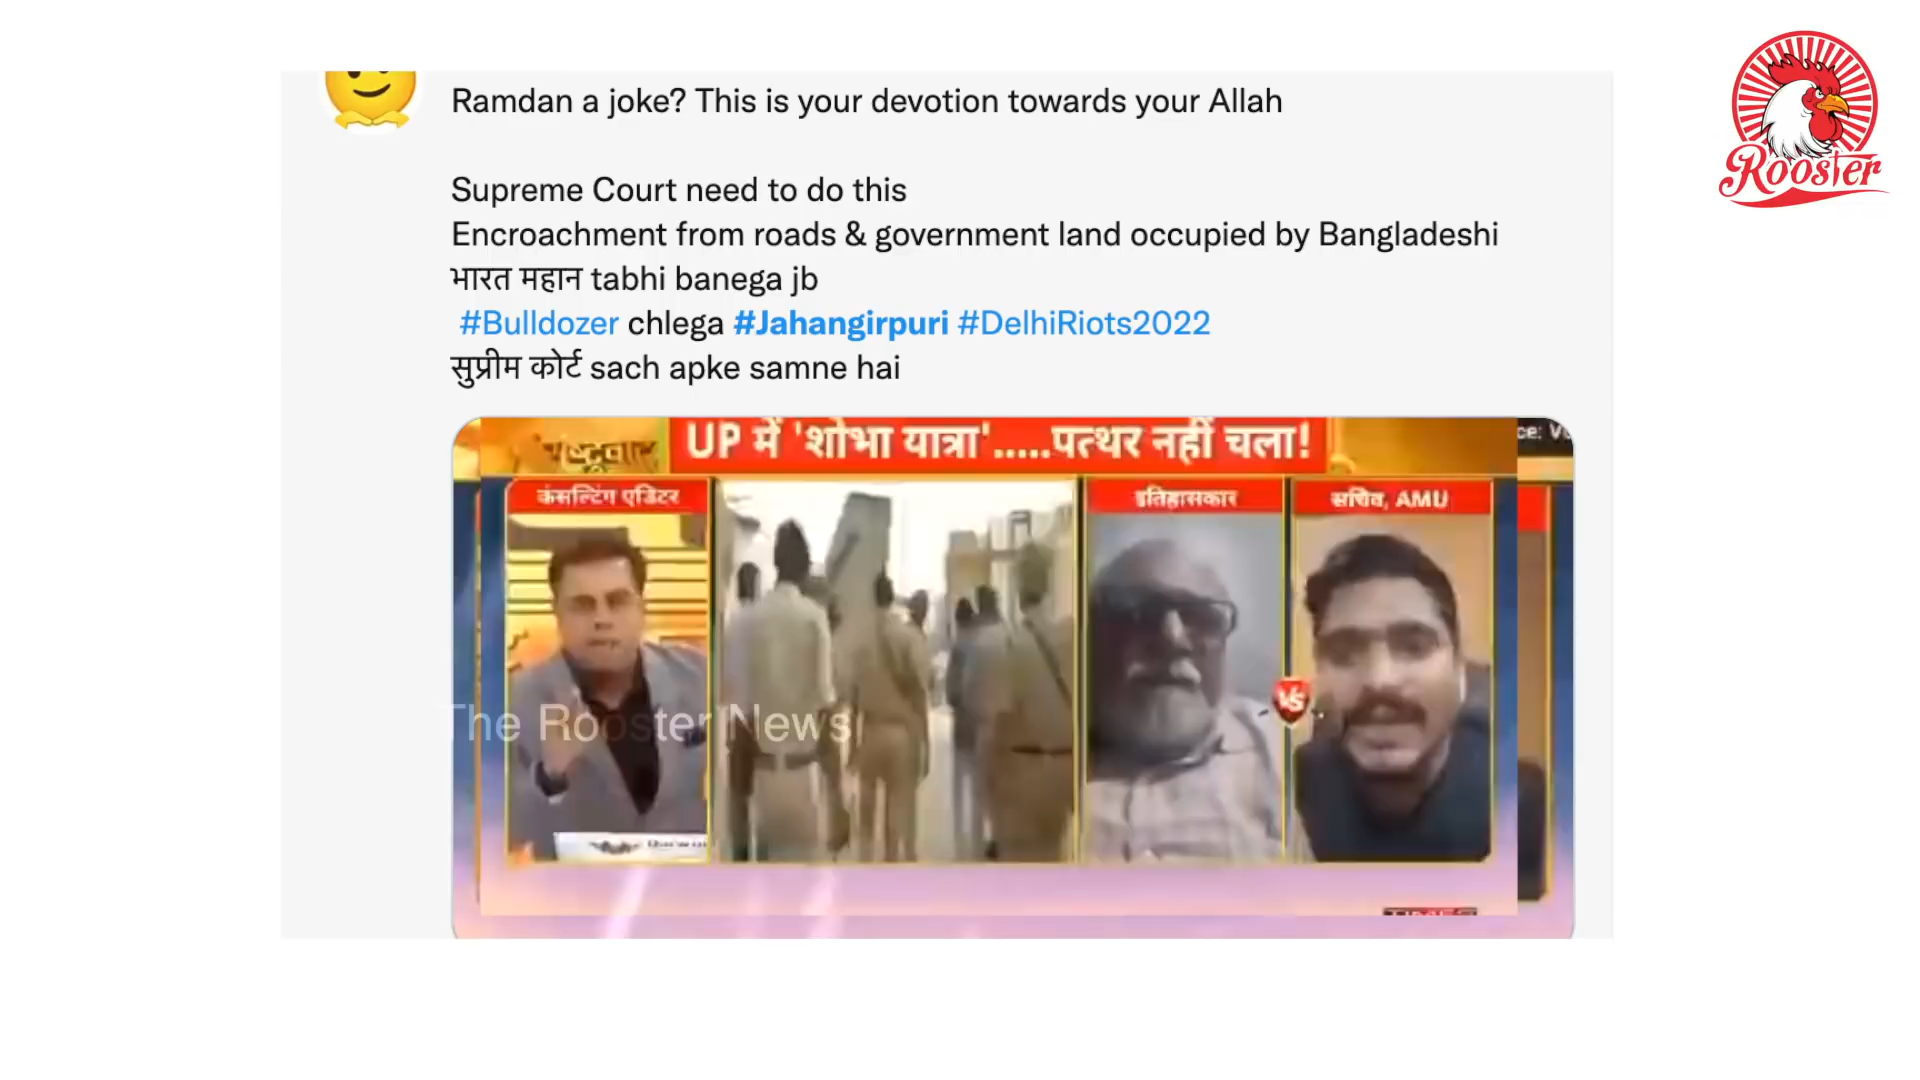 Rooster
Ramdan a joke? This is your devotion towards your Allah
Supreme Court need to do this
Encroachment from roads & government land occupied by Bangladeshi
भारत महान tabhi banega jb
#Bulldozer chlega #Jahangirpuri #DelhiRiots2022
सुप्रीम कोर्ट sach apke samne hai
UP में 'शोभा यात्रा'.....पत्थर नहीं चला!
कंसल्टिंग एडिटर
इतिहासकार
सचिव, AMU
VS
The Rooster News